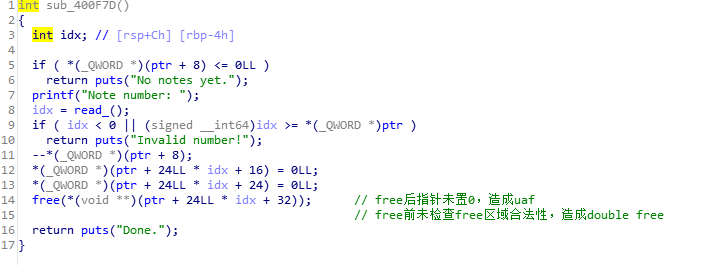 1 int sub_400F7D()
2 {
3 int idx; // [rsp+Ch] [rbp-4h]
4
5 if ( *(_QWORD *)(ptr + 8) <= 0LL )
6 return puts("No notes yet.");
7 printf("Note number: ");
8 idx = read_();
9 if ( idx < 0 || (signed __int64)idx >= *(_QWORD *)ptr )
10 return puts("Invalid number!");
11 --*(_QWORD *)(ptr + 8);
12 *(_QWORD *)(ptr + 24LL * idx + 16) = 0LL;
13 *(_QWORD *)(ptr + 24LL * idx + 24) = 0LL;
14 free(*(void **)(ptr + 24LL * idx + 32)); // free后指针未置0，造成uaf
15 // free前未检查free区域合法性，造成double free
16 return puts("Done.");
17 }